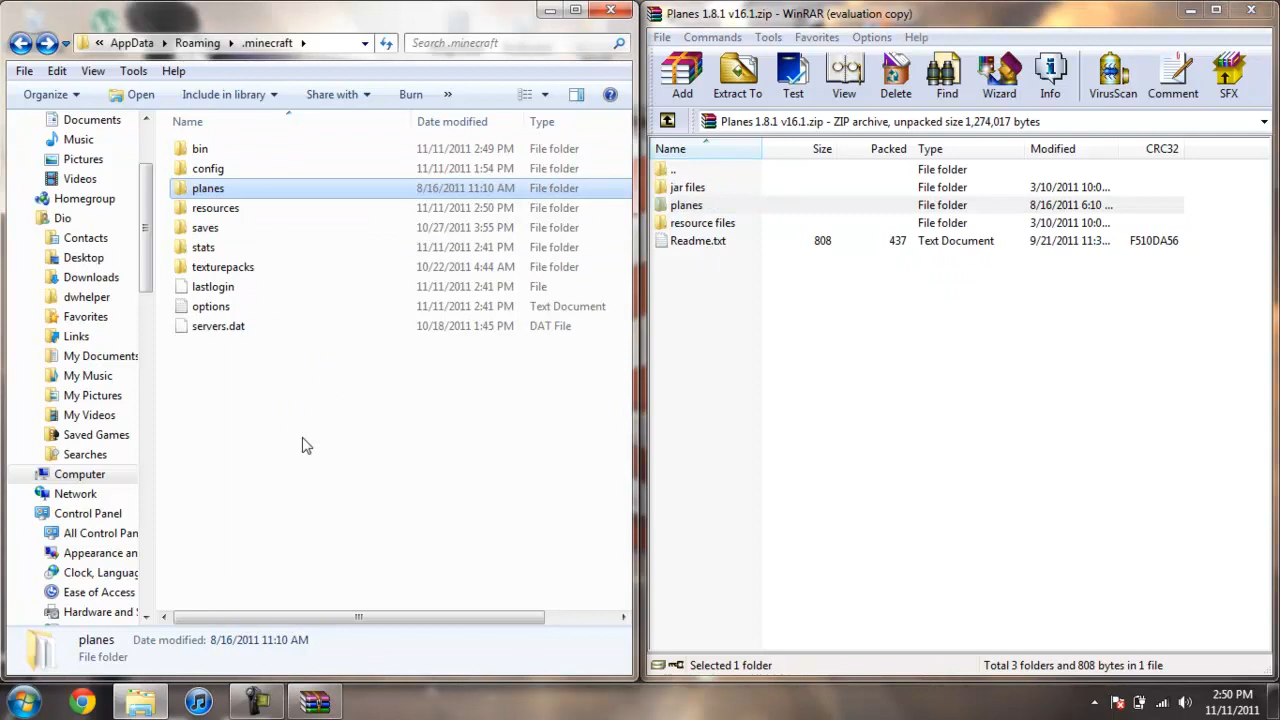 « AppData Roaming .minecraft
Search .minecraft
File Edit View Tools Help
Organize Open Include in library Share with Burn »
Documents
Music
Pictures
Videos
Homegroup
Dio
Contacts
Desktop
Downloads
dwhelper
Favorites
Links
My Documents
My Music
My Pictures
My Videos
Saved Games
Searches
Computer
Network
Control Panel
All Control Pan
Appearance an
Clock, Languag
Ease of Access
Hardware and S
Name Date modified Type
bin 11/11/2011 2:49 PM File folder
config 11/11/2011 1:54 PM File folder
planes 8/16/2011 11:10 AM File folder
resources 11/11/2011 2:50 PM File folder
saves 10/27/2011 3:55 PM File folder
stats 11/11/2011 2:41 PM File folder
texturepacks 10/22/2011 4:44 AM File folder
lastlogin 11/11/2011 2:41 PM File
options 11/11/2011 2:41 PM Text Document
servers.dat 10/18/2011 1:45 PM DAT File
planes Date modified: 8/16/2011 11:10 AM
File folder
Planes 1.8.1 v16.1.zip - WinRAR (evaluation copy)
File Commands Tools Favorites Options Help
Add Extract To Test View Delete Find Wizard Info VirusScan Comment SFX
Planes 1.8.1 v16.1.zip - ZIP archive, unpacked size 1,274,017 bytes
Name Size Packed Type Modified CRC32
.. File folder
jar files File folder 3/10/2011 10:0...
planes File folder 8/16/2011 6:10 ...
resource files File folder 3/10/2011 10:0...
Readme.txt 808 437 Text Document 9/21/2011 11:3... F510DA56
Selected 1 folder Total 3 folders and 808 bytes in 1 file
2:50 PM
11/11/2011